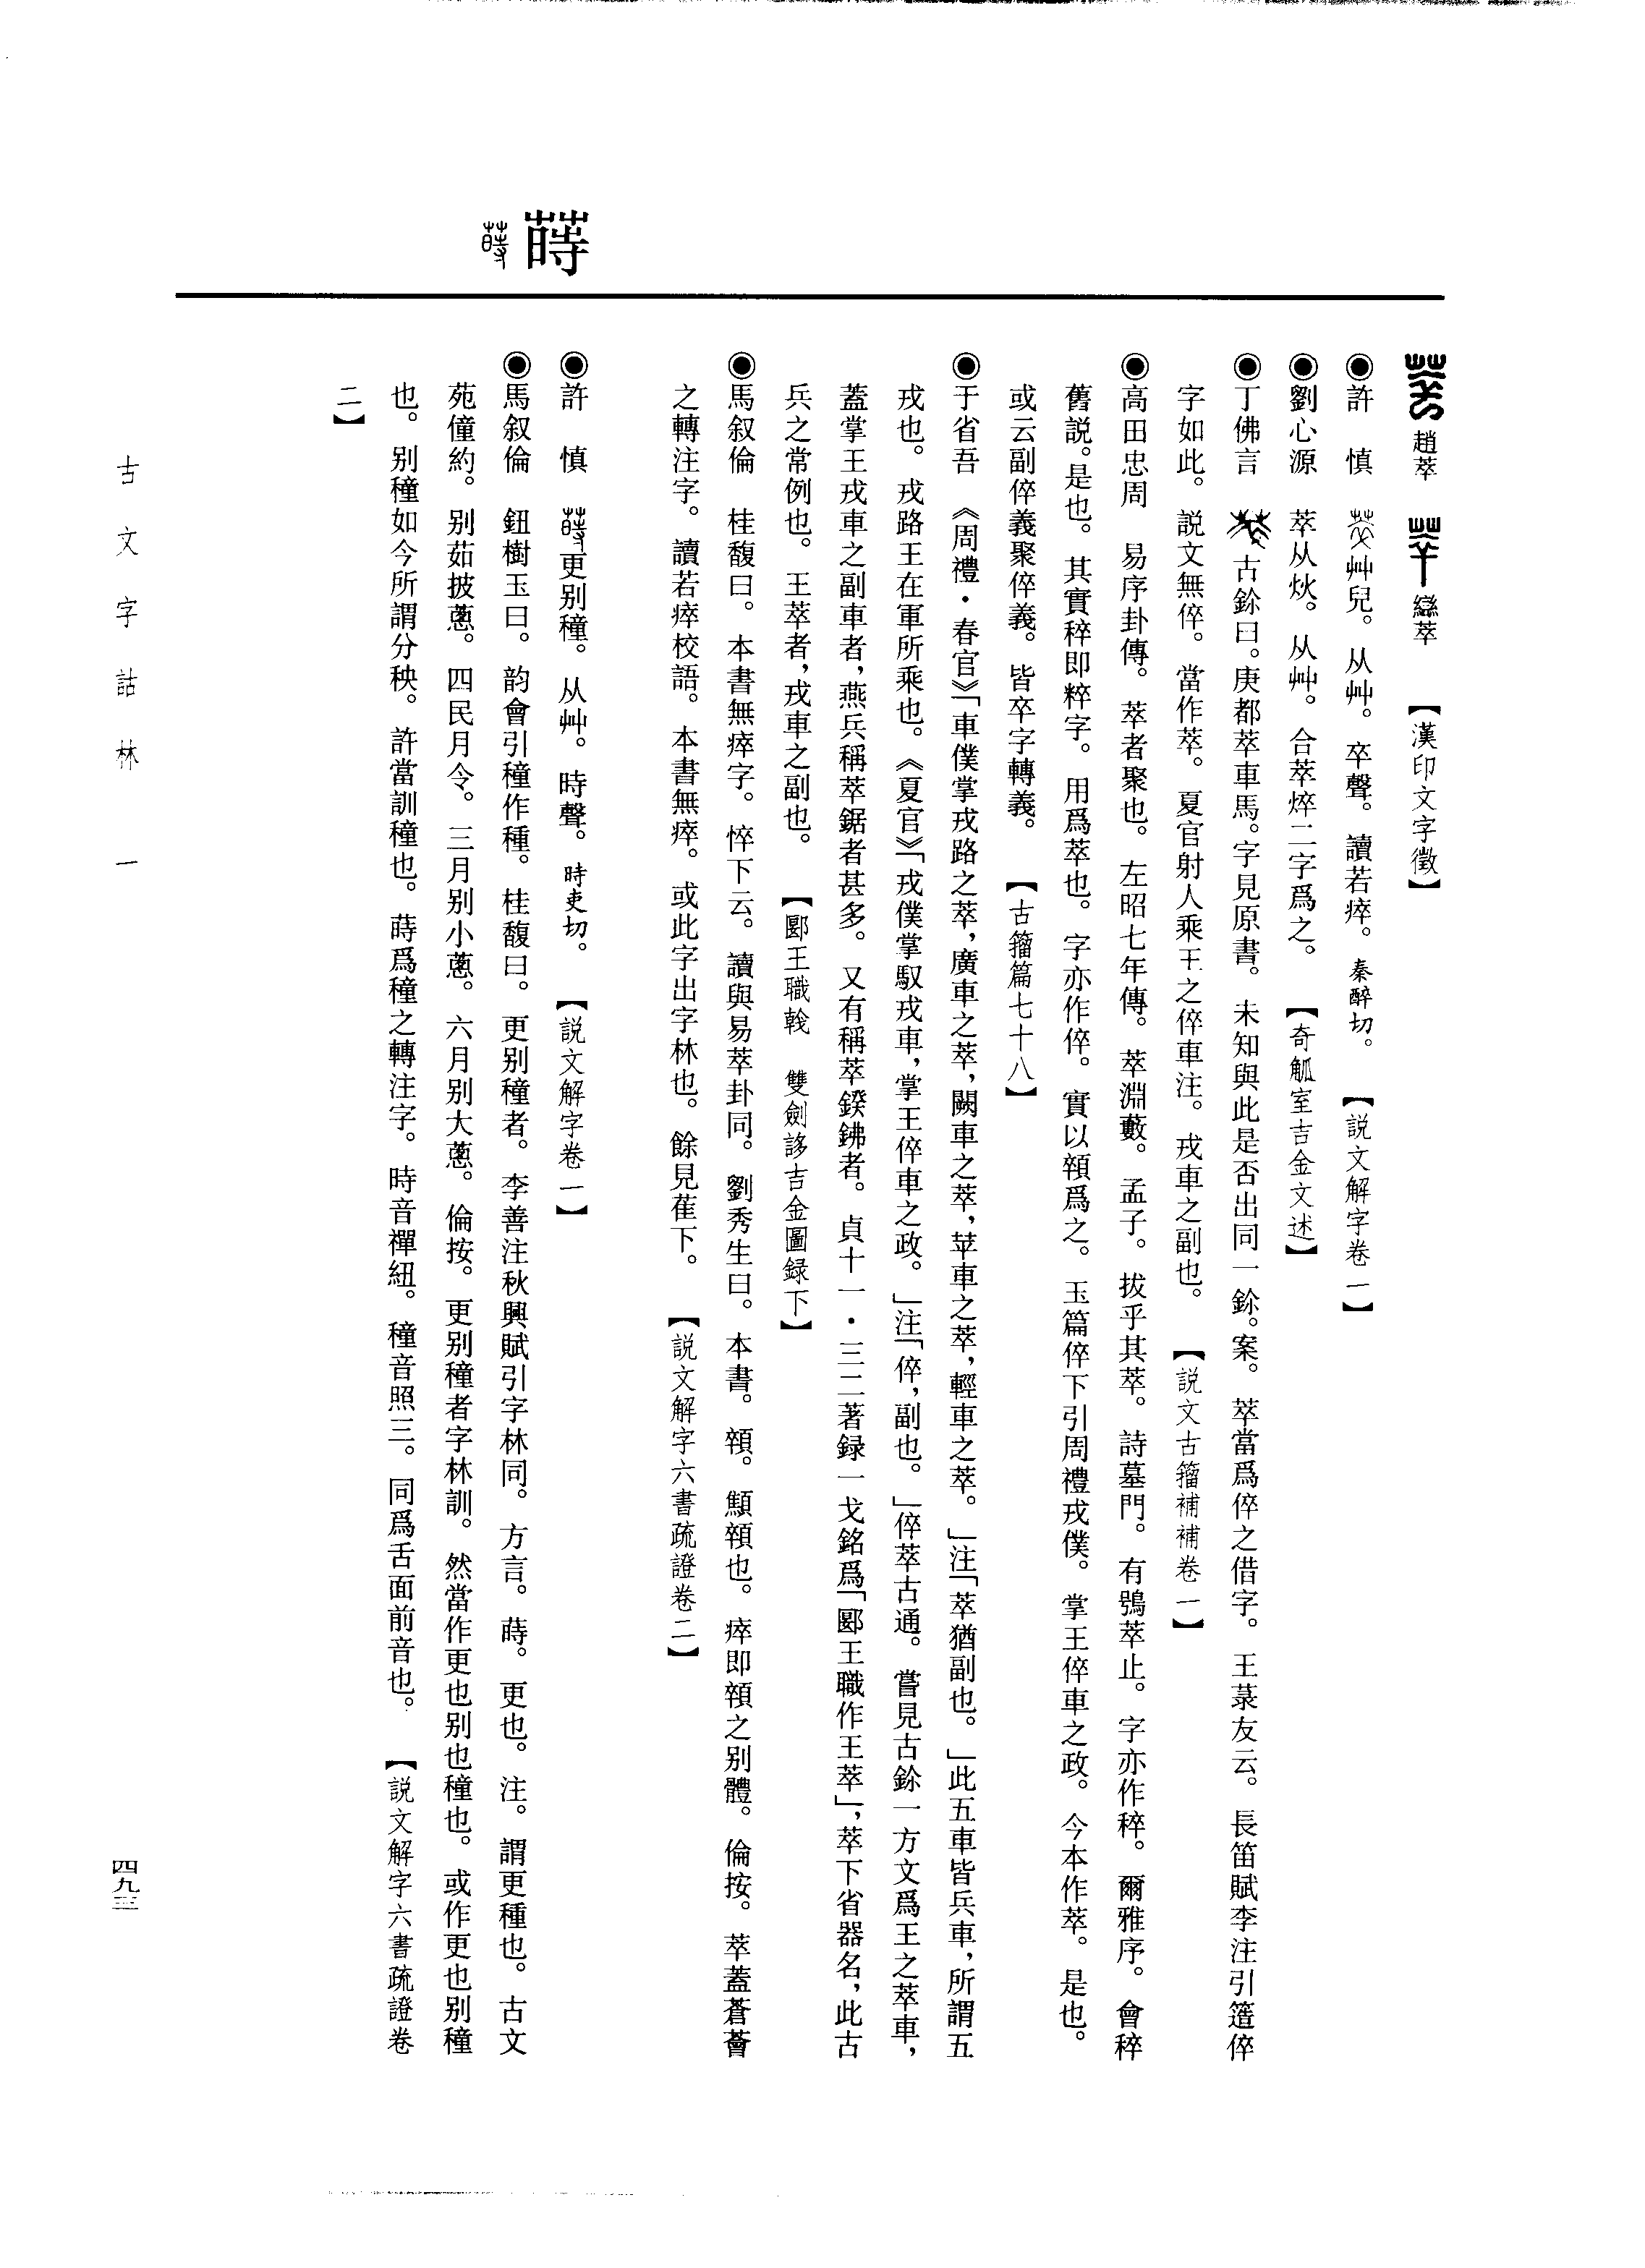 蒔
趙萃 䜌萃 【漢印文字徵】
◉許 慎 艸皃。从艸。卒聲。讀若瘁。秦醉切。 【説文解字卷一】
◉劉心源 萃从炏。从艸。合萃焠二字爲之。 【奇觚室吉金文述】
◉丁佛言 古鉨曰。庚都萃車馬。字見原書。未知與此是否出同一鉨。案。萃當爲倅之借字。王菉友云。長笛賦李注引簉倅
字如此。説文無倅。當作萃。夏官射人乘王之倅車注。戎車之副也。 【説文古籀補補卷一】
◉高田忠周 易序卦傳。萃者聚也。左昭七年傳。萃淵藪。孟子。拔乎其萃。詩墓門。有鴞萃止。字亦作稡。爾雅序。會稡
舊説。是也。其實稡即粹字。用爲萃也。字亦作倅。實以顇爲之。玉篇倅下引周禮戎僕。掌王倅車之政。今本作萃。是也。
或云副倅義聚倅義。皆卒字轉義。 【古籀篇七十八】
◉于省吾 《周禮·春官》「車僕掌戎路之萃，廣車之萃，闕車之萃，苹車之萃，輕車之萃。」注「萃猶副也。」此五車皆兵車，所謂五
戎也。戎路王在軍所乘也。《夏官》「戎僕掌馭戎車，掌王倅車之政。」注「倅，副也。」倅萃古通。嘗見古鉨一方文爲王之萃車，
蓋掌王戎車之副車者，燕兵稱萃鋸者甚多。又有稱萃鍨鉘者。貞十一·三二著録一戈銘爲「郾王職作王萃」，萃下省器名，此古
兵之常例也。王萃者，戎車之副也。 【郾王職戟 雙劍誃吉金圖録下】
◉馬叙倫 桂馥曰。本書無瘁字。悴下云。讀與易萃卦同。劉秀生曰。本書。顇。顦顇也。瘁即顇之别體。倫按。萃蓋蒼薈
之轉注字。讀若瘁校語。本書無瘁。或此字出字林也。餘見萑下。 【説文解字六書疏證卷二】
◉許 慎 更别穜。从艸。時聲。時吏切。 【説文解字卷一】
◉馬叙倫 鈕樹玉曰。韵會引穜作種。桂馥曰。更别穜者。李善注秋興賦引字林同。方言。蒔。更也。注。謂更種也。古文
苑僮約。别茹披蔥。四民月令。三月别小蔥。六月别大蔥。倫按。更别穜者字林訓。然當作更也别也穜也。或作更也别穜
也。别穜如今所謂分秧。許當訓穜也。蒔爲穜之轉注字。時音禪紐。穜音照三。同爲舌面前音也。 【説文解字六書疏證卷
二】
古文字詁林 一
四九三